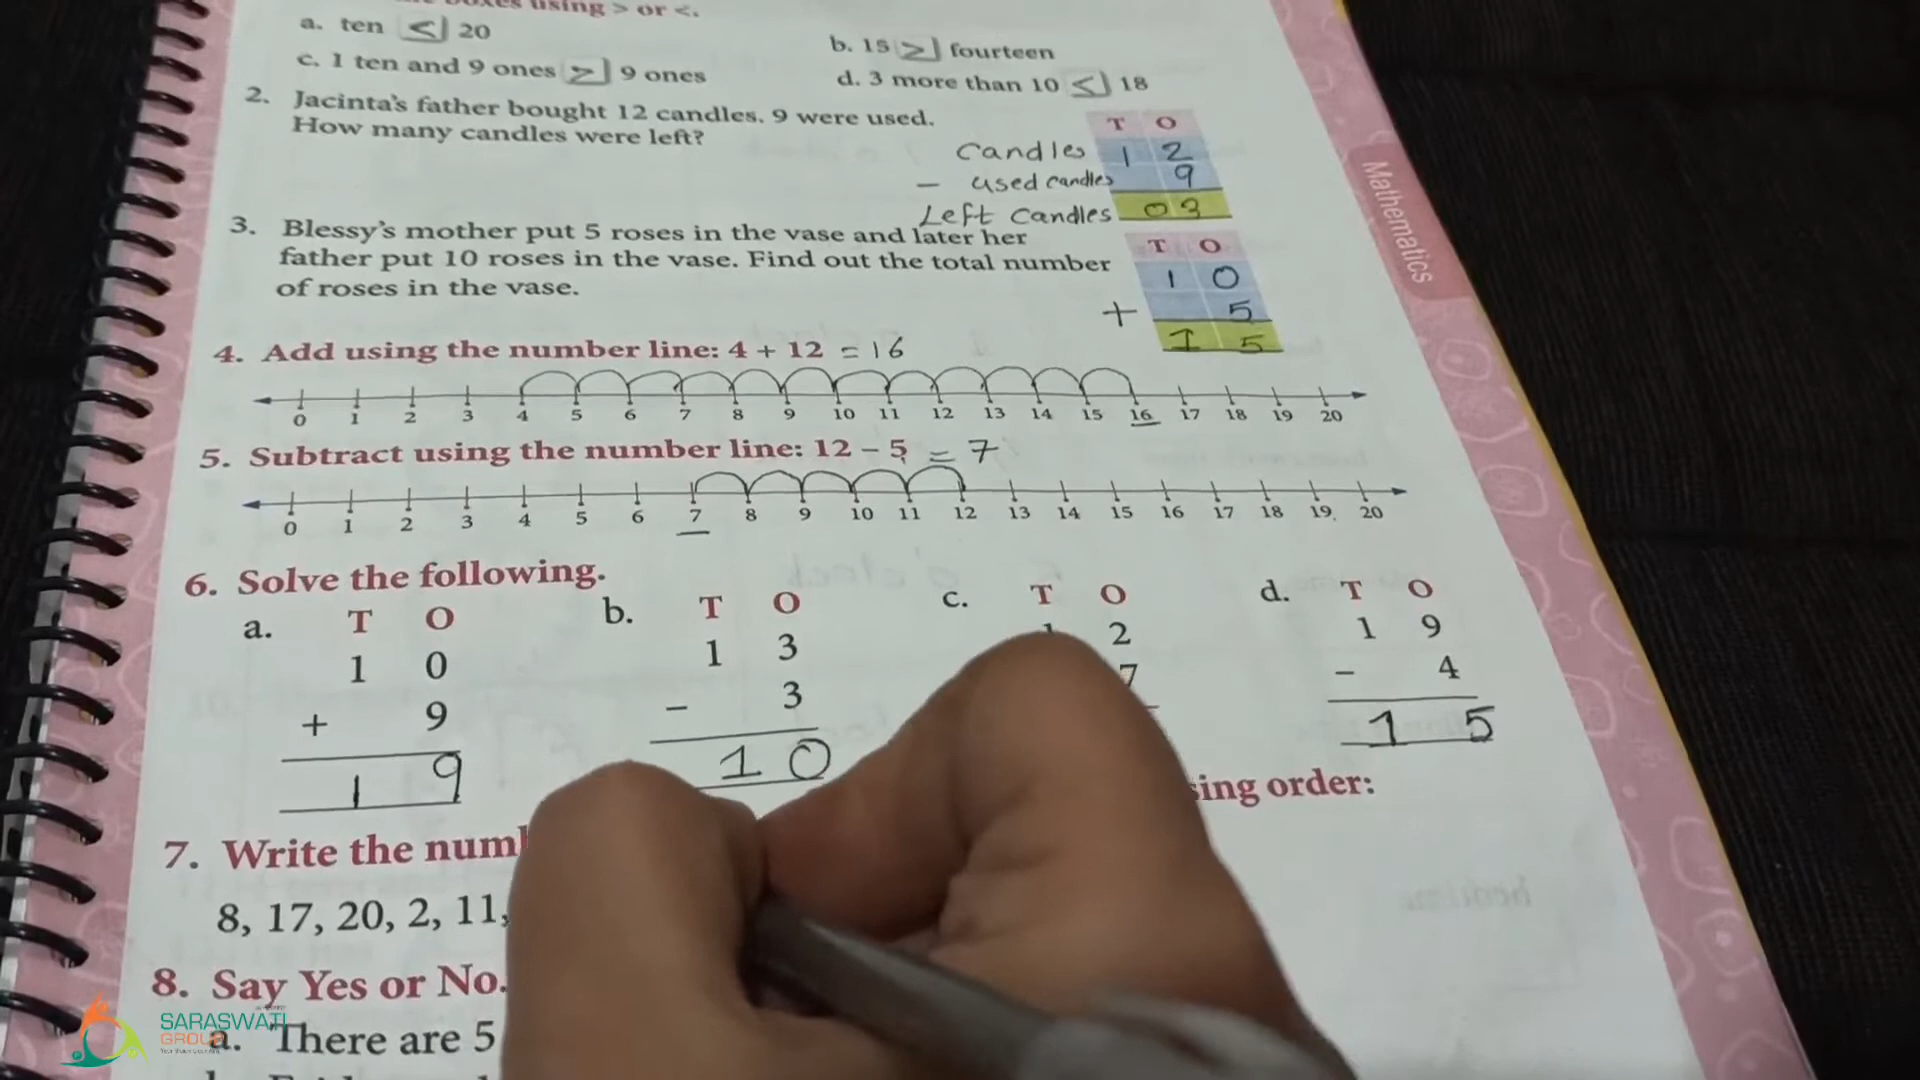 using > or <.
a. ten < 20
b. 15 > fourteen
c. 1 ten and 9 ones > 9 ones
d. 3 more than 10 < 18
2. Jacinta's father bought 12 candles. 9 were used.
How many candles were left?
T O
Candles 1 2
- used candles 9
Left Candles 0 3
3. Blessy's mother put 5 roses in the vase and later her
father put 10 roses in the vase. Find out the total number
of roses in the vase.
T O
1 0
+ 5
1 5
4. Add using the number line: 4 + 12 = 16
0 1 2 3 4 5 6 7 8 9 10 11 12 13 14 15 16 17 18 19 20
5. Subtract using the number line: 12 – 5 = 7
0 1 2 3 4 5 6 7 8 9 10 11 12 13 14 15 16 17 18 19 20
6. Solve the following.
a. T O
1 0
+ 9
1 9
b. T O
1 3
- 3
1 0
c. T O
2
7
d. T O
1 9
- 4
1 5
7. Write the
order:
8, 17, 20, 2, 11,
8. Say Yes or No.
a. There are 5
Mathematics
SARASWATI
GROUP